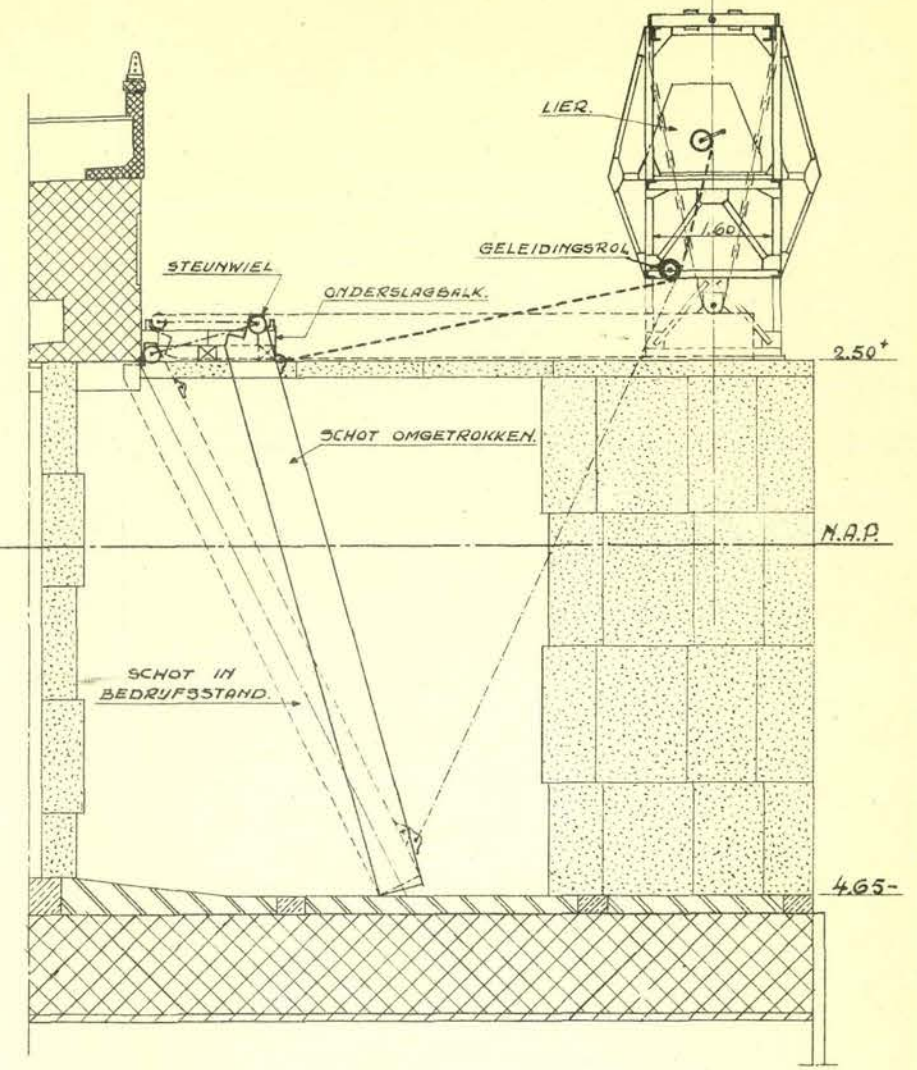 LIER.
1.60
GELEIDINGSROL
STEUNWIEL
ONDERSLAGBALK.
2.50+
SCHOT OMGETROKKEN.
N.A.P.
SCHOT IN
BEDRIJFSSTAND.
4.65-